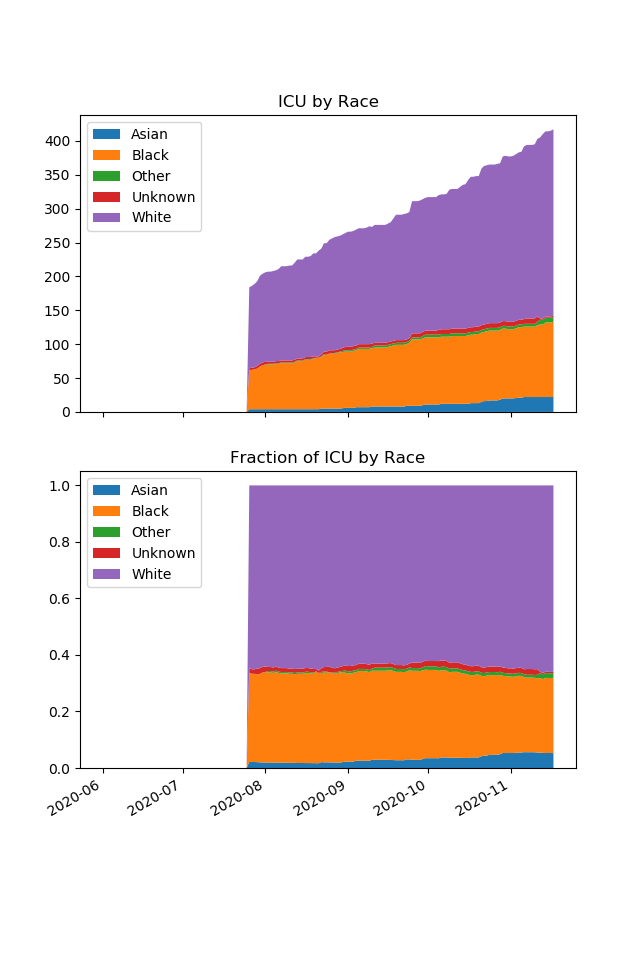 ICU by Race
400
350
300
250
200
150
100
50
0
Asian
Black
Other
Unknown
White
Fraction of ICU by Race
1.0
0.8
0.6
0.4
0.2
0.0
Asian
Black
Other
Unknown
White
2020-06
2020-07
2020-08
2020-09
2020-10
2020-11